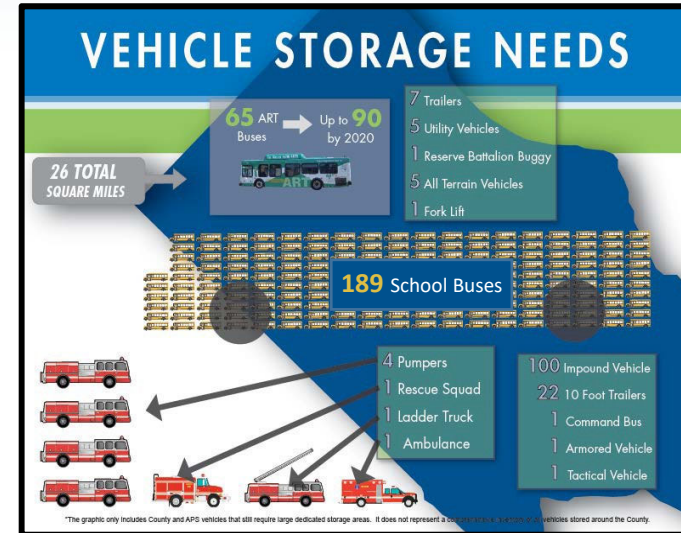 VEHICLE STORAGE NEEDS
65 ART
Buses
Up to 90
by 2020
ART
7 Trailers
5 Utility Vehicles
1 Reserve Battalion Buggy
5 All Terrain Vehicles
1 Fork Lift
26 TOTAL
SQUARE MILES
189 School Buses
4 Pumpers
1 Rescue Squad
1 Ladder Truck
1 Ambulance
100 Impound Vehicle
22 10 Foot Trailers
1 Command Bus
1 Armored Vehicle
1 Tactical Vehicle
*The graphic only includes County and APS vehicles that still require large dedicated storage areas. It does not represent a vehicles stored around the County.